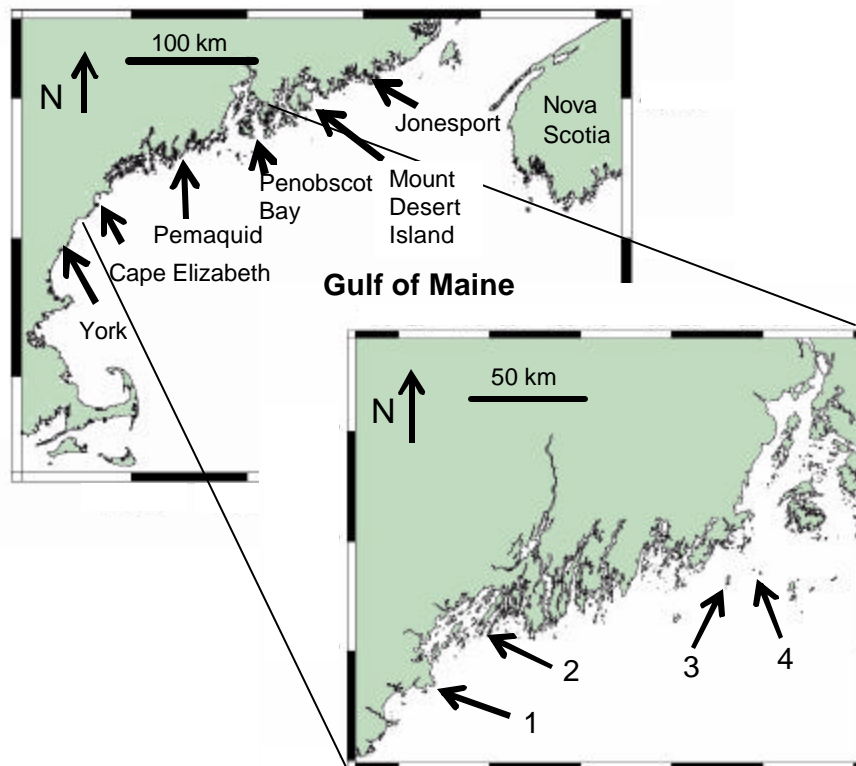 100 km
N
Jonesport
Nova
Scotia
Penobscot
Bay
Mount
Desert
Island
Pemaquid
Cape Elizabeth
Gulf of Maine
York
50 km
N
1
2
3
4